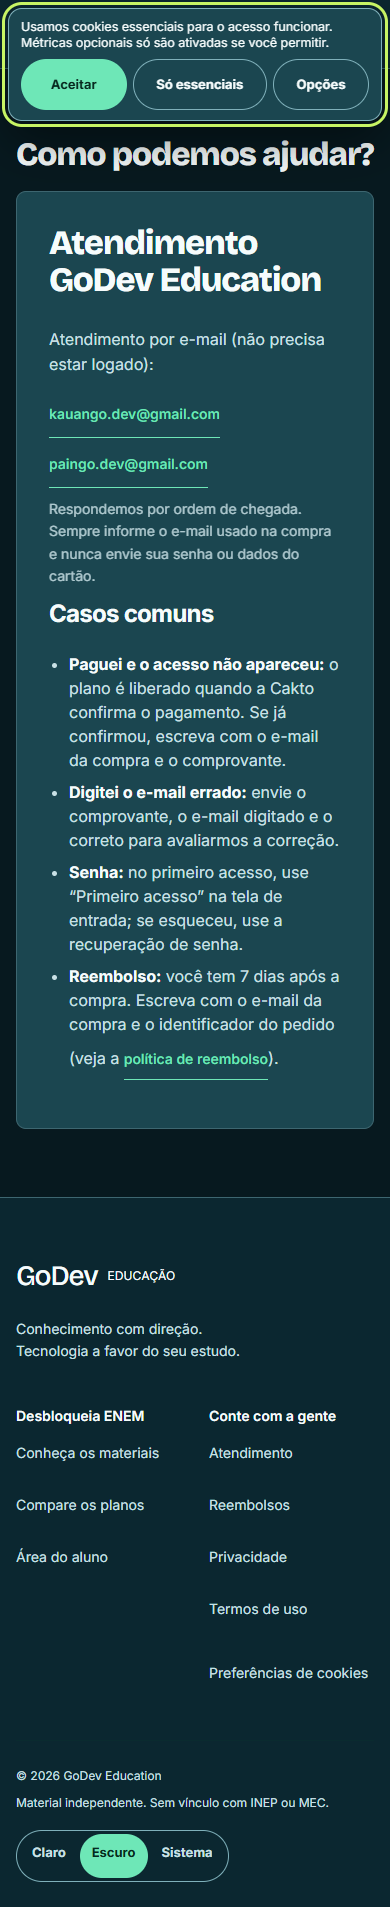 Usamos cookies essenciais para o acesso funcionar.
Métricas opcionais só são ativadas se você permitir.
Aceitar
Só essenciais
Opções
Como podemos ajudar?
Atendimento
GoDev Education
Atendimento por e-mail (não precisa
estar logado):
kauango.dev@gmail.com
paingo.dev@gmail.com
Respondemos por ordem de chegada.
Sempre informe o e-mail usado na compra
e nunca envie sua senha ou dados do
cartão.
Casos comuns
• Paguei e o acesso não apareceu: o
plano é liberado quando a Cakto
confirma o pagamento. Se já
confirmou, escreva com o e-mail
da compra e o comprovante.
• Digitei o e-mail errado: envie o
comprovante, o e-mail digitado e o
correto para avaliarmos a correção.
• Senha: no primeiro acesso, use
“Primeiro acesso” na tela de
entrada; se esqueceu, use a
recuperação de senha.
• Reembolso: você tem 7 dias após a
compra. Escreva com o e-mail da
compra e o identificador do pedido
(veja a política de reembolso).
GoDev EDUCAÇÃO
Conhecimento com direção.
Tecnologia a favor do seu estudo.
Desbloqueia ENEM
Conheça os materiais
Compare os planos
Área do aluno
Conte com a gente
Atendimento
Reembolsos
Privacidade
Termos de uso
Preferências de cookies
© 2026 GoDev Education
Material independente. Sem vínculo com INEP ou MEC.
Claro
Escuro
Sistema